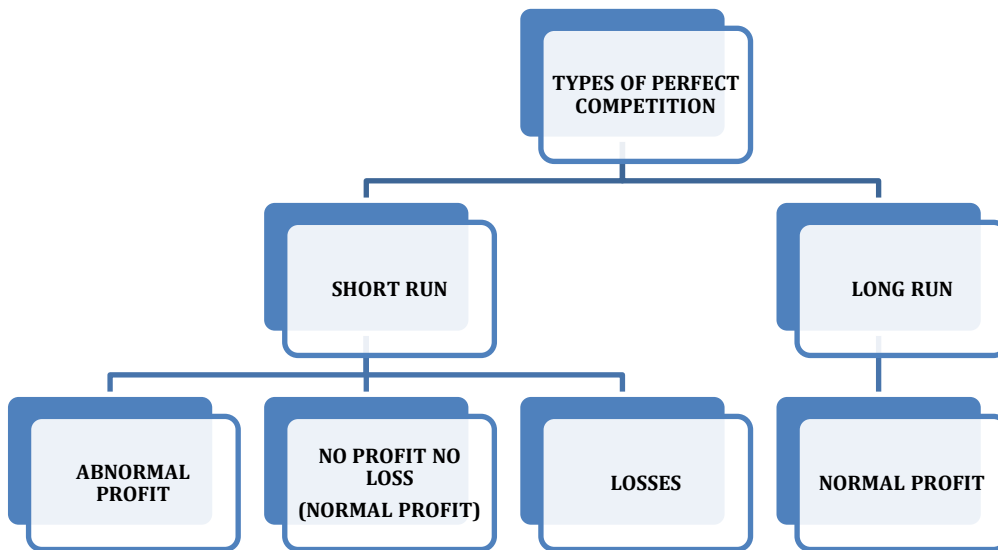 TYPES OF PERFECT
COMPETITION
SHORT RUN
LONG RUN
ABNORMAL
PROFIT
NO PROFIT NO
LOSS
(NORMAL PROFIT)
LOSSES
NORMAL PROFIT